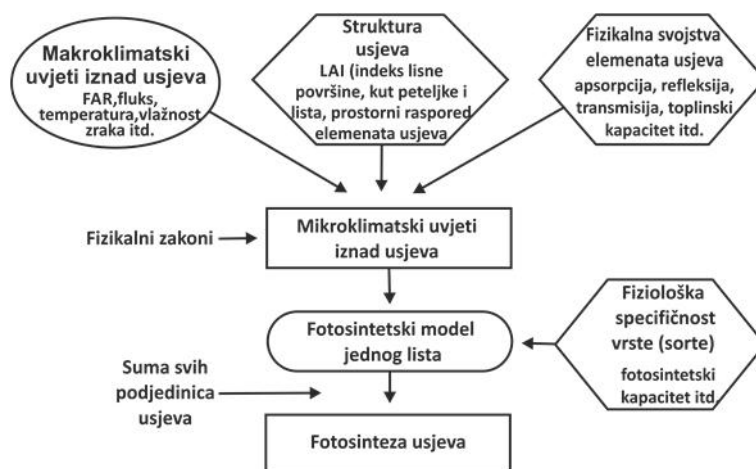 Makroklimatski
uvjeti iznad usjeva
FAR,fluks,
temperatura,vlažnost
zraka itd.
Struktura
usjeva
LAI (indeks lisne
površine, kut peteljke i
lista, prostorni raspored
elemenata usjeva
Fizikalna svojstva
elemenata usjeva
apsorpcija, refleksija,
transmisija, toplinski
kapacitet itd.
Fizikalni zakoni
Mikroklimatski uvjeti
iznad usjeva
Fotosintetski model
jednog lista
Fiziološka
specifičnost
vrste (sorte)
fotosintetski
kapacitet itd.
Suma svih
podjedinica
usjeva
Fotosinteza usjeva